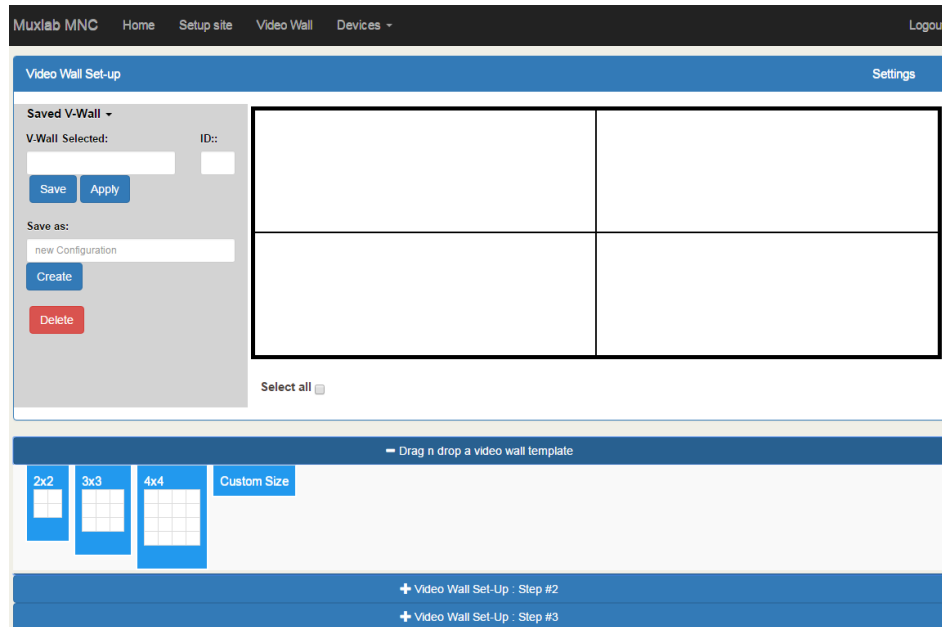 Muxlab MNC Home Setup site Video Wall Devices Logou
Video Wall Set-up Settings
Saved V-Wall
V-Wall Selected: ID::
Save Apply
Save as:
new Configuration
Create
Delete
Select all
Drag n drop a video wall template
2x2 3x3 4x4 Custom Size
Video Wall Set-Up : Step #2
Video Wall Set-Up : Step #3